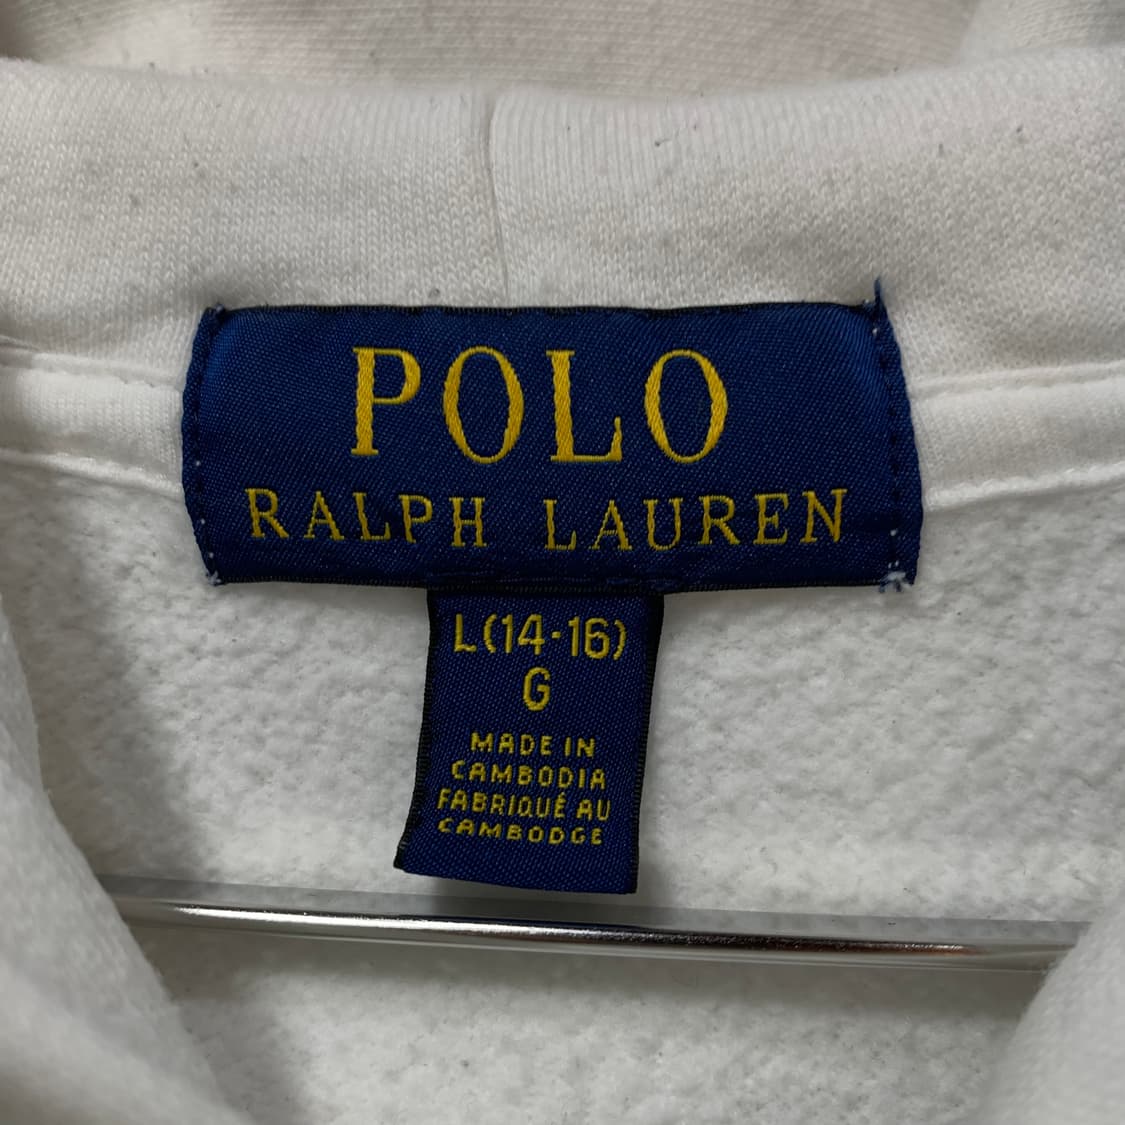 POLO
RALPH LAUREN
L(14-16)
G
MADE IN
CAMBODIA
FABRIQUÉ AU
CAMBODGE